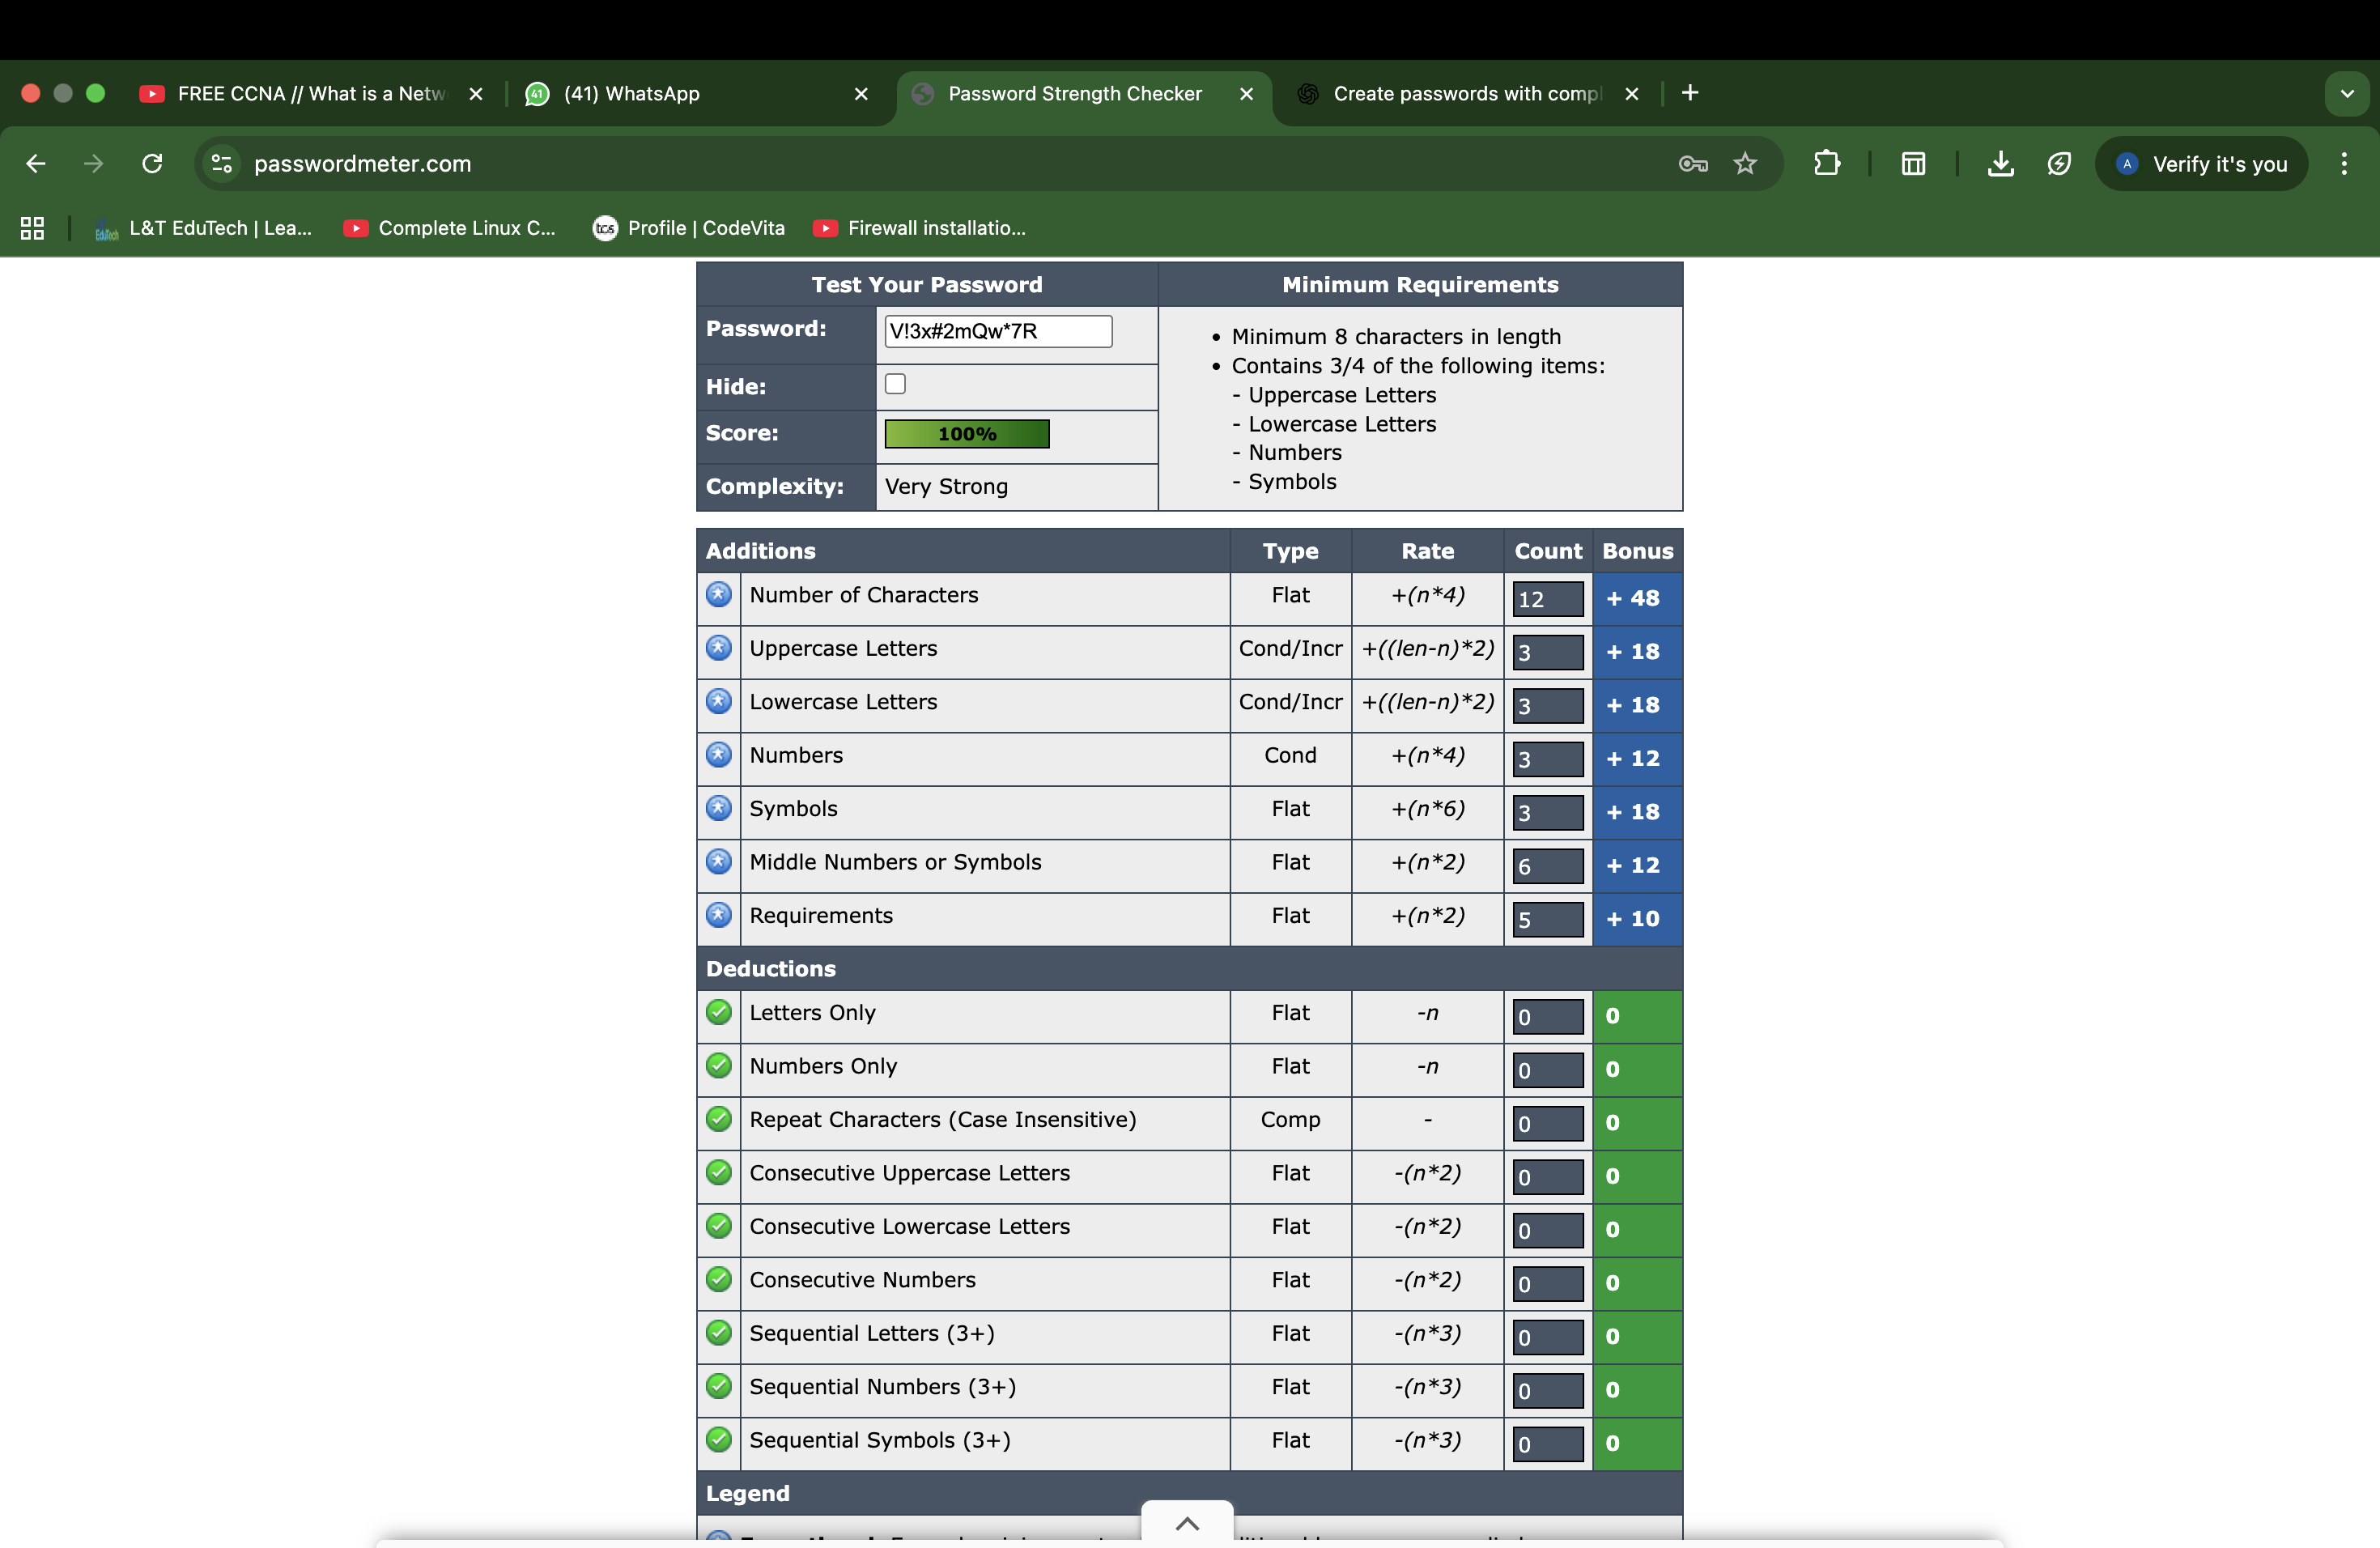 FREE CCNA // What is a Netw
41
(41) WhatsApp
Password Strength Checker
Create passwords with compl
passwordmeter.com
A
Verify it's you
EduTech
L&T EduTech | Lea...
Complete Linux C...
tcs
Profile | CodeVita
Firewall installatio...
Test Your Password
Minimum Requirements
Password:
V!3x#2mQw*7R
Hide:
Score:
100%
Complexity:
Very Strong
• Minimum 8 characters in length
• Contains 3/4 of the following items:
- Uppercase Letters
- Lowercase Letters
- Numbers
- Symbols
Additions Type Rate Count Bonus
Number of Characters Flat +(n*4) 12 + 48
Uppercase Letters Cond/Incr +((len-n)*2) 3 + 18
Lowercase Letters Cond/Incr +((len-n)*2) 3 + 18
Numbers Cond +(n*4) 3 + 12
Symbols Flat +(n*6) 3 + 18
Middle Numbers or Symbols Flat +(n*2) 6 + 12
Requirements Flat +(n*2) 5 + 10
Deductions
Letters Only Flat -n 0 0
Numbers Only Flat -n 0 0
Repeat Characters (Case Insensitive) Comp - 0 0
Consecutive Uppercase Letters Flat -(n*2) 0 0
Consecutive Lowercase Letters Flat -(n*2) 0 0
Consecutive Numbers Flat -(n*2) 0 0
Sequential Letters (3+) Flat -(n*3) 0 0
Sequential Numbers (3+) Flat -(n*3) 0 0
Sequential Symbols (3+) Flat -(n*3) 0 0
Legend